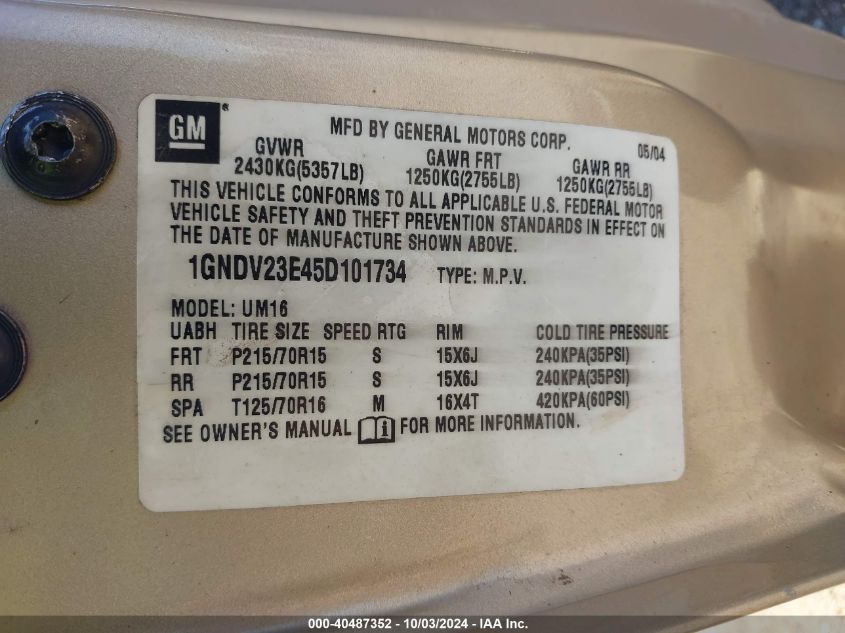 GM ®
MFD BY GENERAL MOTORS CORP. 05/04
GVWR GAWR FRT GAWR RR
2430KG(5357LB) 1250KG(2755LB) 1250KG(2755LB)
THIS VEHICLE CONFORMS TO ALL APPLICABLE U.S. FEDERAL MOTOR
VEHICLE SAFETY AND THEFT PREVENTION STANDARDS IN EFFECT ON
THE DATE OF MANUFACTURE SHOWN ABOVE.
1GNDV23E45D101734 TYPE: M.P.V.
MODEL: UM16
UABH TIRE SIZE SPEED RTG RIM COLD TIRE PRESSURE
FRT P215/70R15 S 15X6J 240KPA(35PSI)
RR P215/70R15 S 15X6J 240KPA(35PSI)
SPA T125/70R16 M 16X4T 420KPA(60PSI)
SEE OWNER'S MANUAL i FOR MORE INFORMATION.
000-40487352 - 10/03/2024 - IAA Inc.